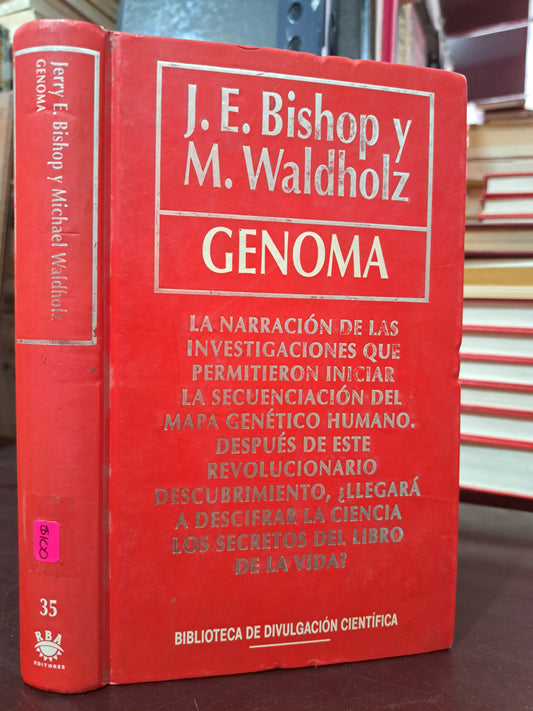 Jerry E. Bishop y Michael Waldholz
GENOMA
$100
35
RBA
EDITORES
J. E. Bishop y
M. Waldholz
GENOMA
LA NARRACIÓN DE LAS
INVESTIGACIONES QUE
PERMITIERON INICIAR
LA SECUENCIACIÓN DEL
MAPA GENÉTICO HUMANO.
DESPUÉS DE ESTE
REVOLUCIONARIO
DESCUBRIMIENTO, ¿LLEGARÁ
A DESCIFRAR LA CIENCIA
LOS SECRETOS DEL LIBRO
DE LA VIDA?
BIBLIOTECA DE DIVULGACIÓN CIENTÍFICA